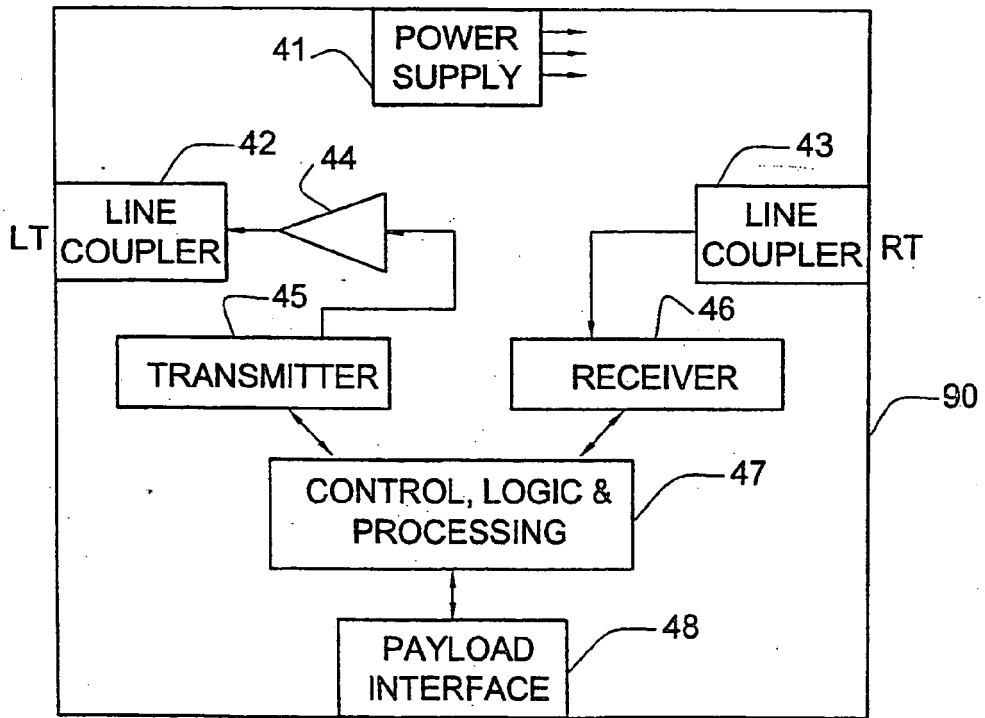 POWER
SUPPLY
41
42
44
43
LINE
COUPLER
LT
LINE
COUPLER
RT
45
46
TRANSMITTER
RECEIVER
90
CONTROL, LOGIC &
PROCESSING
47
PAYLOAD
INTERFACE
48